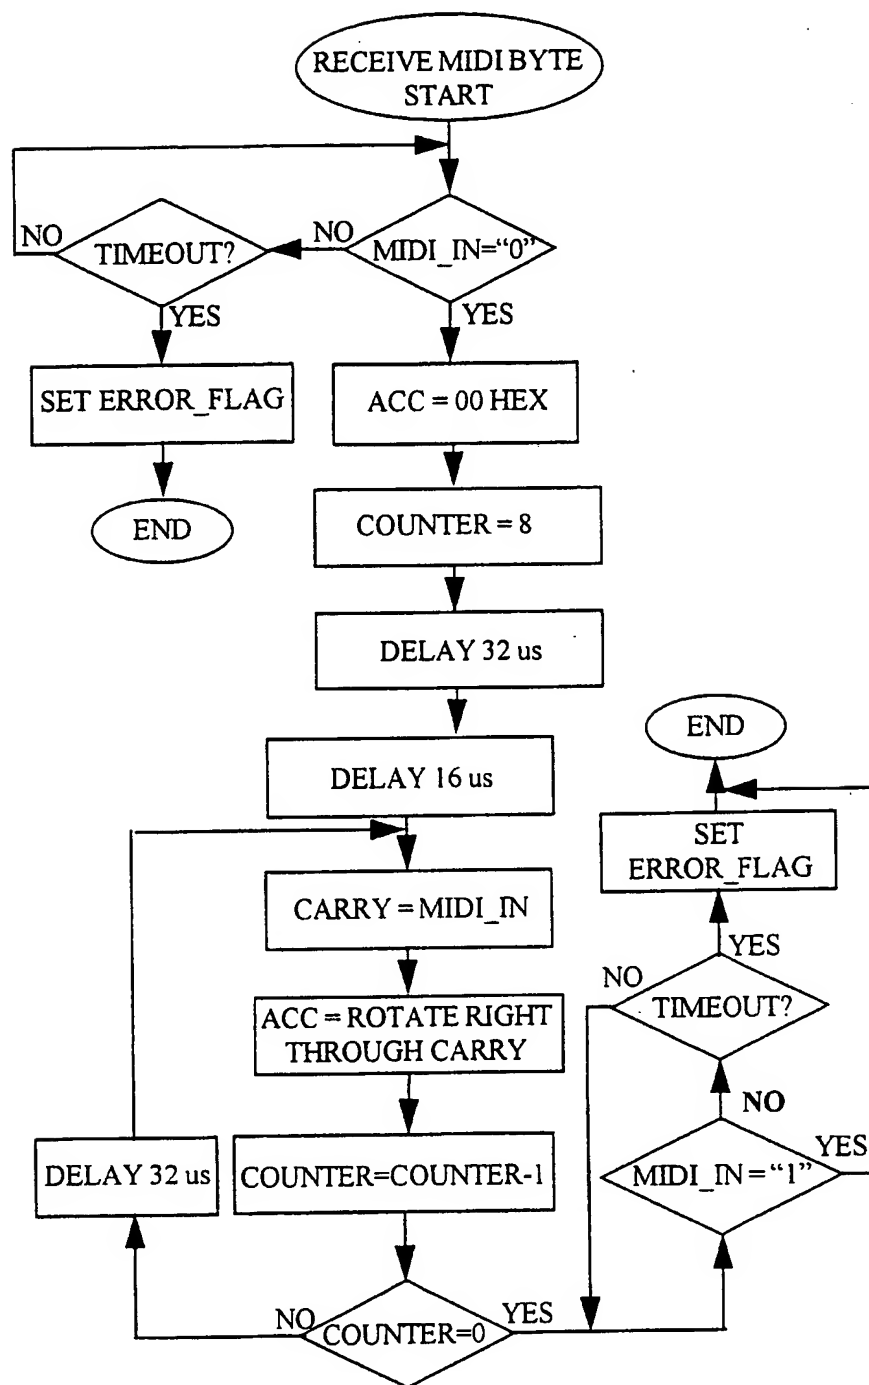 RECEIVE MIDI BYTE
START
NO
TIMEOUT?
NO
MIDI_IN="0"
YES
YES
SET ERROR_FLAG
ACC = 00 HEX
END
COUNTER = 8
DELAY 32 us
END
DELAY 16 us
SET
ERROR_FLAG
CARRY = MIDI_IN
YES
NO
TIMEOUT?
ACC = ROTATE RIGHT
THROUGH CARRY
NO
YES
DELAY 32 us
COUNTER=COUNTER-1
MIDI_IN = "1"
NO
COUNTER=0
YES